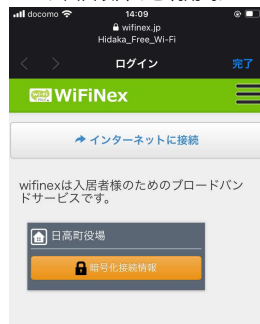 docomo 14:09
wifinex.jp
Hidaka_Free_Wi-Fi
ログイン 完了
WiFiNex
インターネットに接続
wifinexは入居者様のためのブロードバン
ドサービスです。
日高町役場
暗号化接続情報